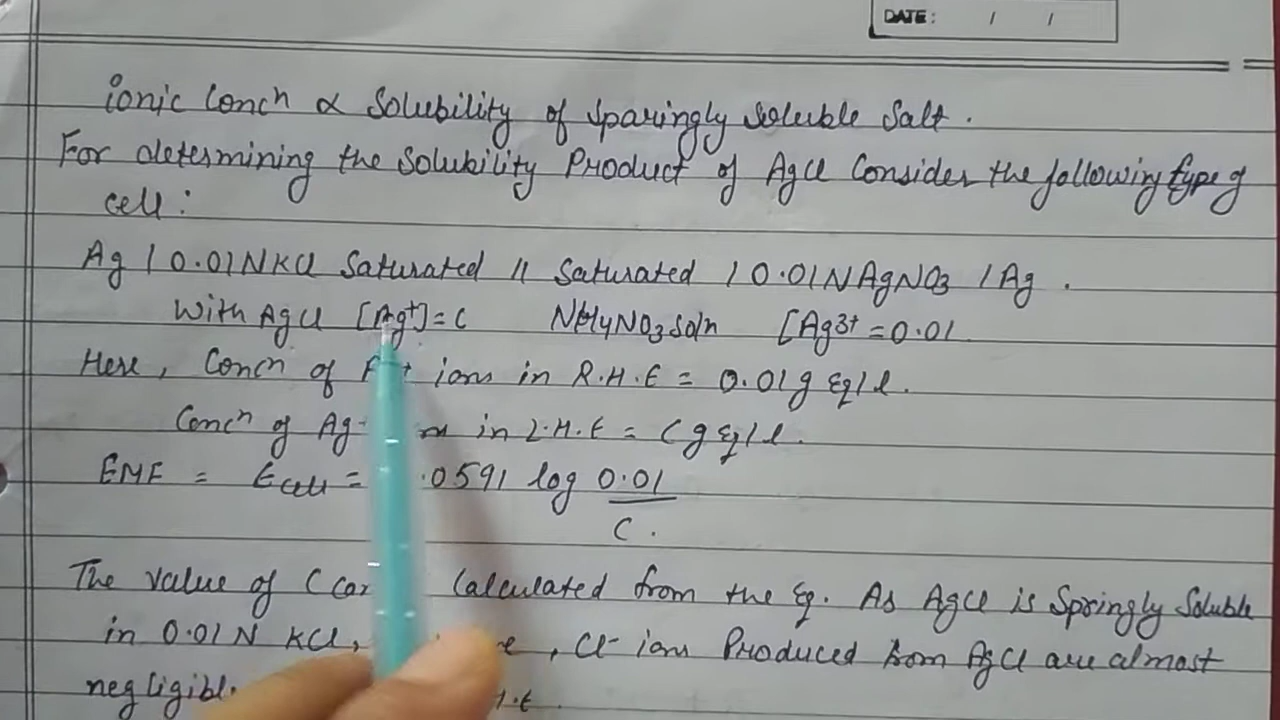 DATE: / /
ionic Concn ∝ Solubility of Sparingly Soluble Salt.
For determining the Solubility Product of AgCl Consider the following type of
cell:
Ag / 0.01N KCl Saturated // Saturated / 0.01N AgNO3 / Ag.
With AgCl [Ag+] = C NH4NO3 Soln [Ag3+ = 0.01
Here, Concn of ions in R.H.E = 0.01 g Eq/l.
Concn of Ag in L.H.E = C g Eq/l.
EMF = Ecell = .0591 log 0.01
C.
The value of C Calculated from the Eq. As AgCl is Springly Soluble
in 0.01 N KCl, , Cl- ions Produced from AgCl are almost